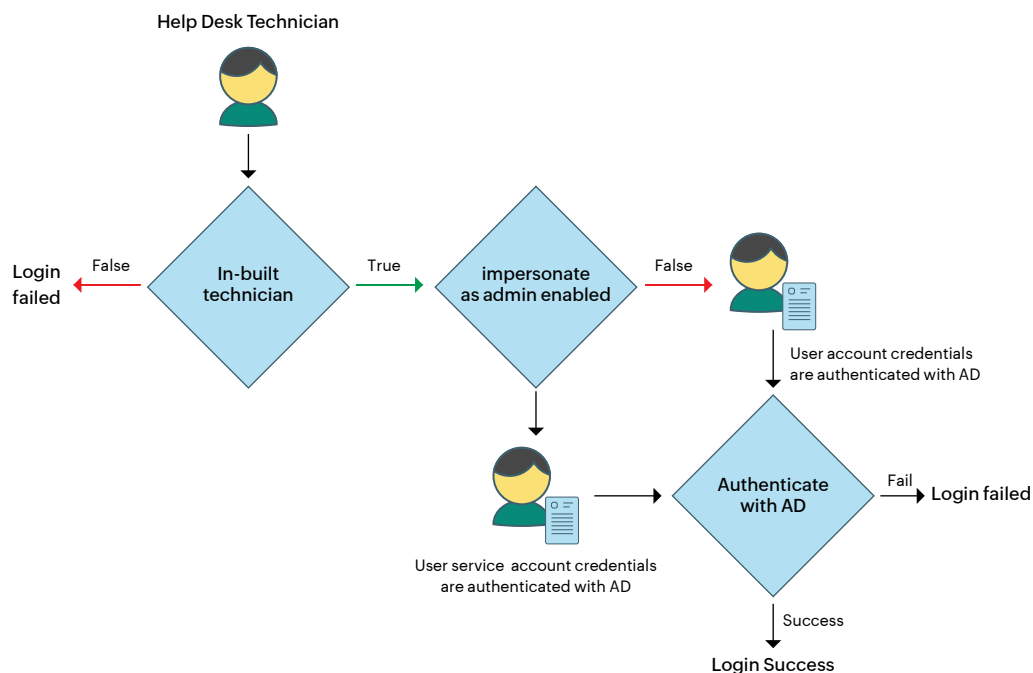 Help Desk Technician
Login
failed
False
In-built
technician
True
impersonate
as admin enabled
False
User account credentials
are authenticated with AD
User service account credentials
are authenticated with AD
Authenticate
with AD
Fail
Login failed
Success
Login Success